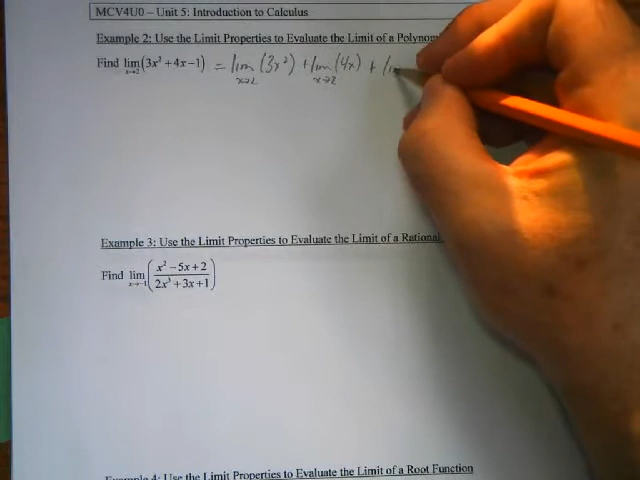 MCV4U0 – Unit 5: Introduction to Calculus
Example 2: Use the Limit Properties to Evaluate the Limit of a Polynom
Find lim x→2 (3x² + 4x − 1) = lim x→2 (3x²) + lim x→2 (4x) + li
Example 3: Use the Limit Properties to Evaluate the Limit of a Rational
Find lim x→−1 ((x² − 5x + 2)/(2x³ + 3x + 1))
Example 4: Use the Limit Properties to Evaluate the Limit of a Root Function